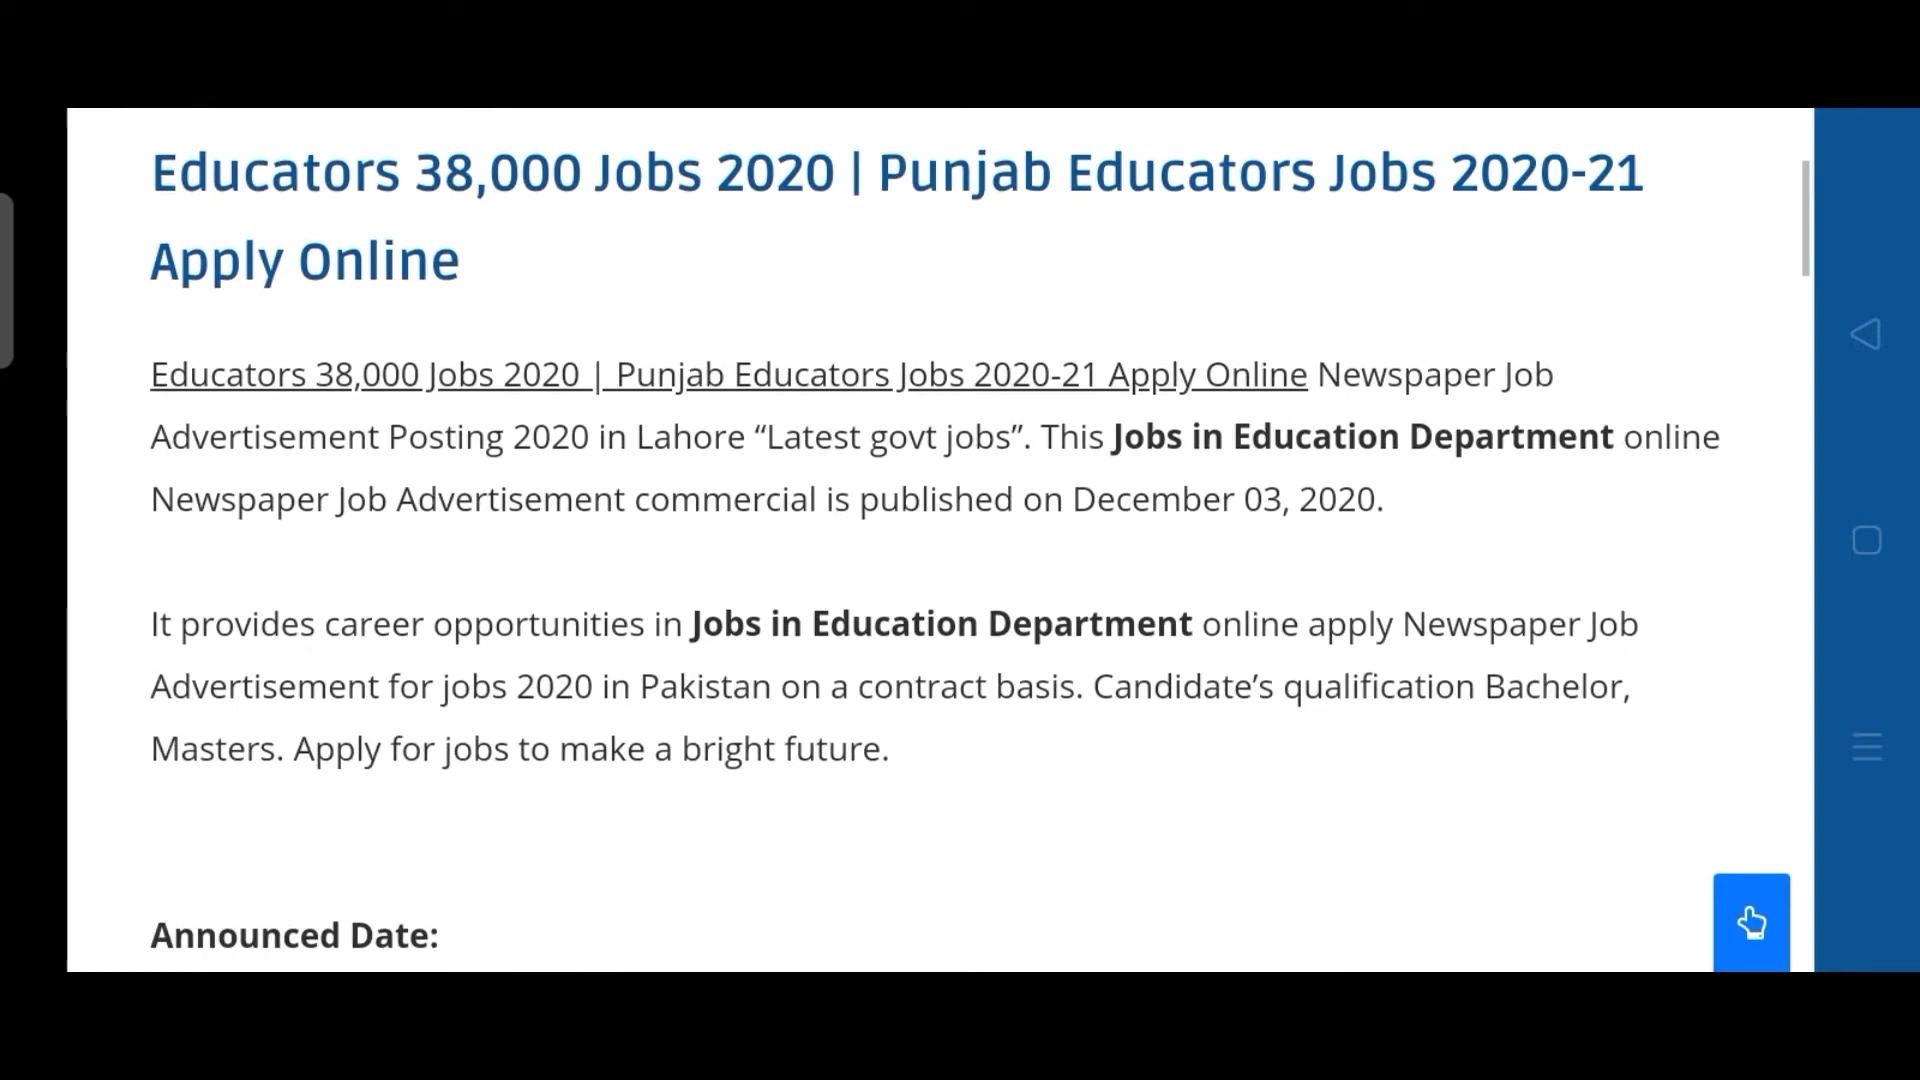 Educators 38,000 Jobs 2020 | Punjab Educators Jobs 2020-21
Apply Online
Educators 38,000 Jobs 2020 | Punjab Educators Jobs 2020-21 Apply Online Newspaper Job
Advertisement Posting 2020 in Lahore “Latest govt jobs”. This Jobs in Education Department online
Newspaper Job Advertisement commercial is published on December 03, 2020.
It provides career opportunities in Jobs in Education Department online apply Newspaper Job
Advertisement for jobs 2020 in Pakistan on a contract basis. Candidate’s qualification Bachelor,
Masters. Apply for jobs to make a bright future.
Announced Date: